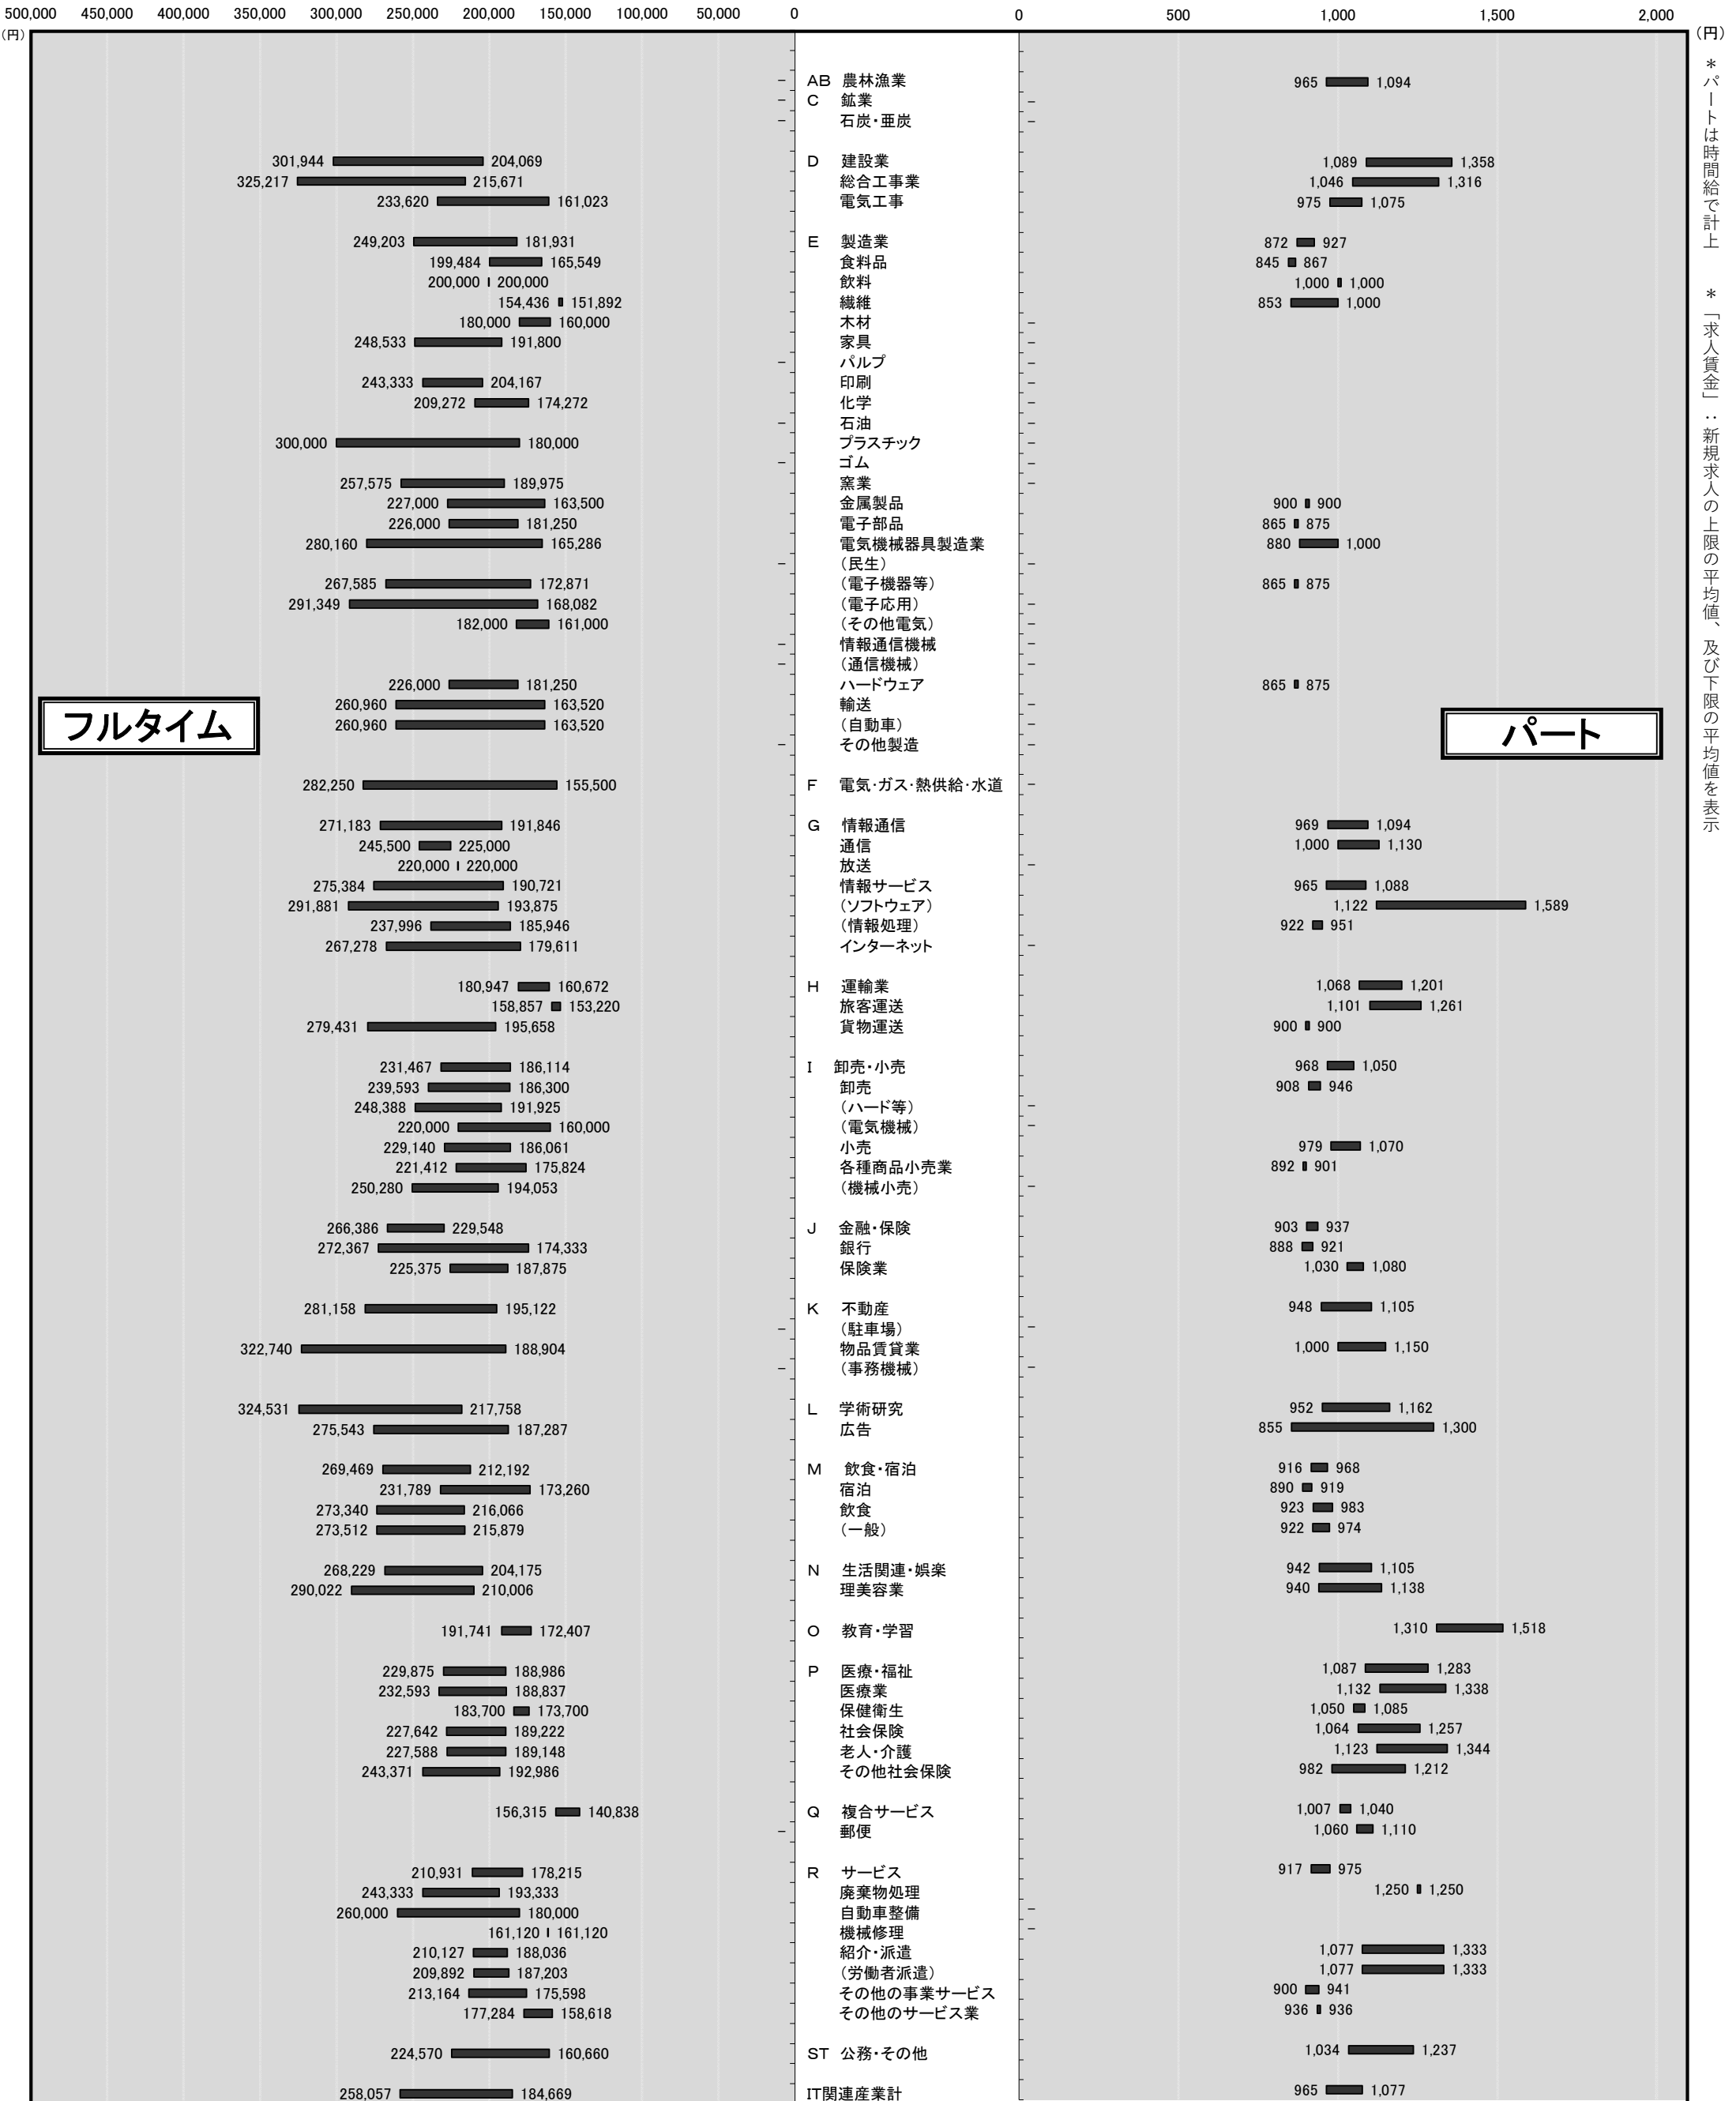 500,000 450,000 400,000 350,000 300,000 250,000 200,000 150,000 100,000 50,000 0 0 500 1,000 1,500 2,000
(円) (円)
＊パートは時間給で計上 ＊「求人賃金」：新規求人の上限の平均値、及び下限の平均値を表示
フルタイム
パート
AB 農林漁業 965 1,094
C 鉱業
石炭・亜炭
301,944 204,069 D 建設業 1,089 1,358
325,217 215,671 総合工事業 1,046 1,316
233,620 161,023 電気工事 975 1,075
249,203 181,931 E 製造業 872 927
199,484 165,549 食料品 845 867
200,000 200,000 飲料 1,000 1,000
154,436 151,892 繊維 853 1,000
180,000 160,000 木材
248,533 191,800 家具
パルプ
243,333 204,167 印刷
209,272 174,272 化学
石油
300,000 180,000 プラスチック
ゴム
257,575 189,975 窯業
227,000 163,500 金属製品 900 900
226,000 181,250 電子部品 865 875
280,160 165,286 電気機械器具製造業 880 1,000
（民生）
267,585 172,871 （電子機器等） 865 875
291,349 168,082 （電子応用）
182,000 161,000 （その他電気）
情報通信機械
（通信機械）
226,000 181,250 ハードウェア 865 875
260,960 163,520 輸送
260,960 163,520 （自動車）
その他製造
282,250 155,500 F 電気・ガス・熱供給・水道
271,183 191,846 G 情報通信 969 1,094
245,500 225,000 通信 1,000 1,130
220,000 220,000 放送
275,384 190,721 情報サービス 965 1,088
291,881 193,875 （ソフトウェア） 1,122 1,589
237,996 185,946 （情報処理） 922 951
267,278 179,611 インターネット
180,947 160,672 H 運輸業 1,068 1,201
158,857 153,220 旅客運送 1,101 1,261
279,431 195,658 貨物運送 900 900
231,467 186,114 I 卸売・小売 968 1,050
239,593 186,300 卸売 908 946
248,388 191,925 （ハード等）
220,000 160,000 （電気機械）
229,140 186,061 小売 979 1,070
221,412 175,824 各種商品小売業 892 901
250,280 194,053 （機械小売）
266,386 229,548 J 金融・保険 903 937
272,367 174,333 銀行 888 921
225,375 187,875 保険業 1,030 1,080
281,158 195,122 K 不動産 948 1,105
（駐車場）
322,740 188,904 物品賃貸業 1,000 1,150
（事務機械）
324,531 217,758 L 学術研究 952 1,162
275,543 187,287 広告 855 1,300
269,469 212,192 M 飲食・宿泊 916 968
231,789 173,260 宿泊 890 919
273,340 216,066 飲食 923 983
273,512 215,879 （一般） 922 974
268,229 204,175 N 生活関連・娯楽 942 1,105
290,022 210,006 理美容業 940 1,138
191,741 172,407 O 教育・学習 1,310 1,518
229,875 188,986 P 医療・福祉 1,087 1,283
232,593 188,837 医療業 1,132 1,338
183,700 173,700 保健衛生 1,050 1,085
227,642 189,222 社会保険 1,064 1,257
227,588 189,148 老人・介護 1,123 1,344
243,371 192,986 その他社会保険 982 1,212
156,315 140,838 Q 複合サービス 1,007 1,040
郵便 1,060 1,110
210,931 178,215 R サービス 917 975
243,333 193,333 廃棄物処理 1,250 1,250
260,000 180,000 自動車整備
161,120 161,120 機械修理
210,127 188,036 紹介・派遣 1,077 1,333
209,892 187,203 （労働者派遣） 1,077 1,333
213,164 175,598 その他の事業サービス 900 941
177,284 158,618 その他のサービス業 936 936
224,570 160,660 ST 公務・その他 1,034 1,237
258,057 184,669 IT関連産業計 965 1,077